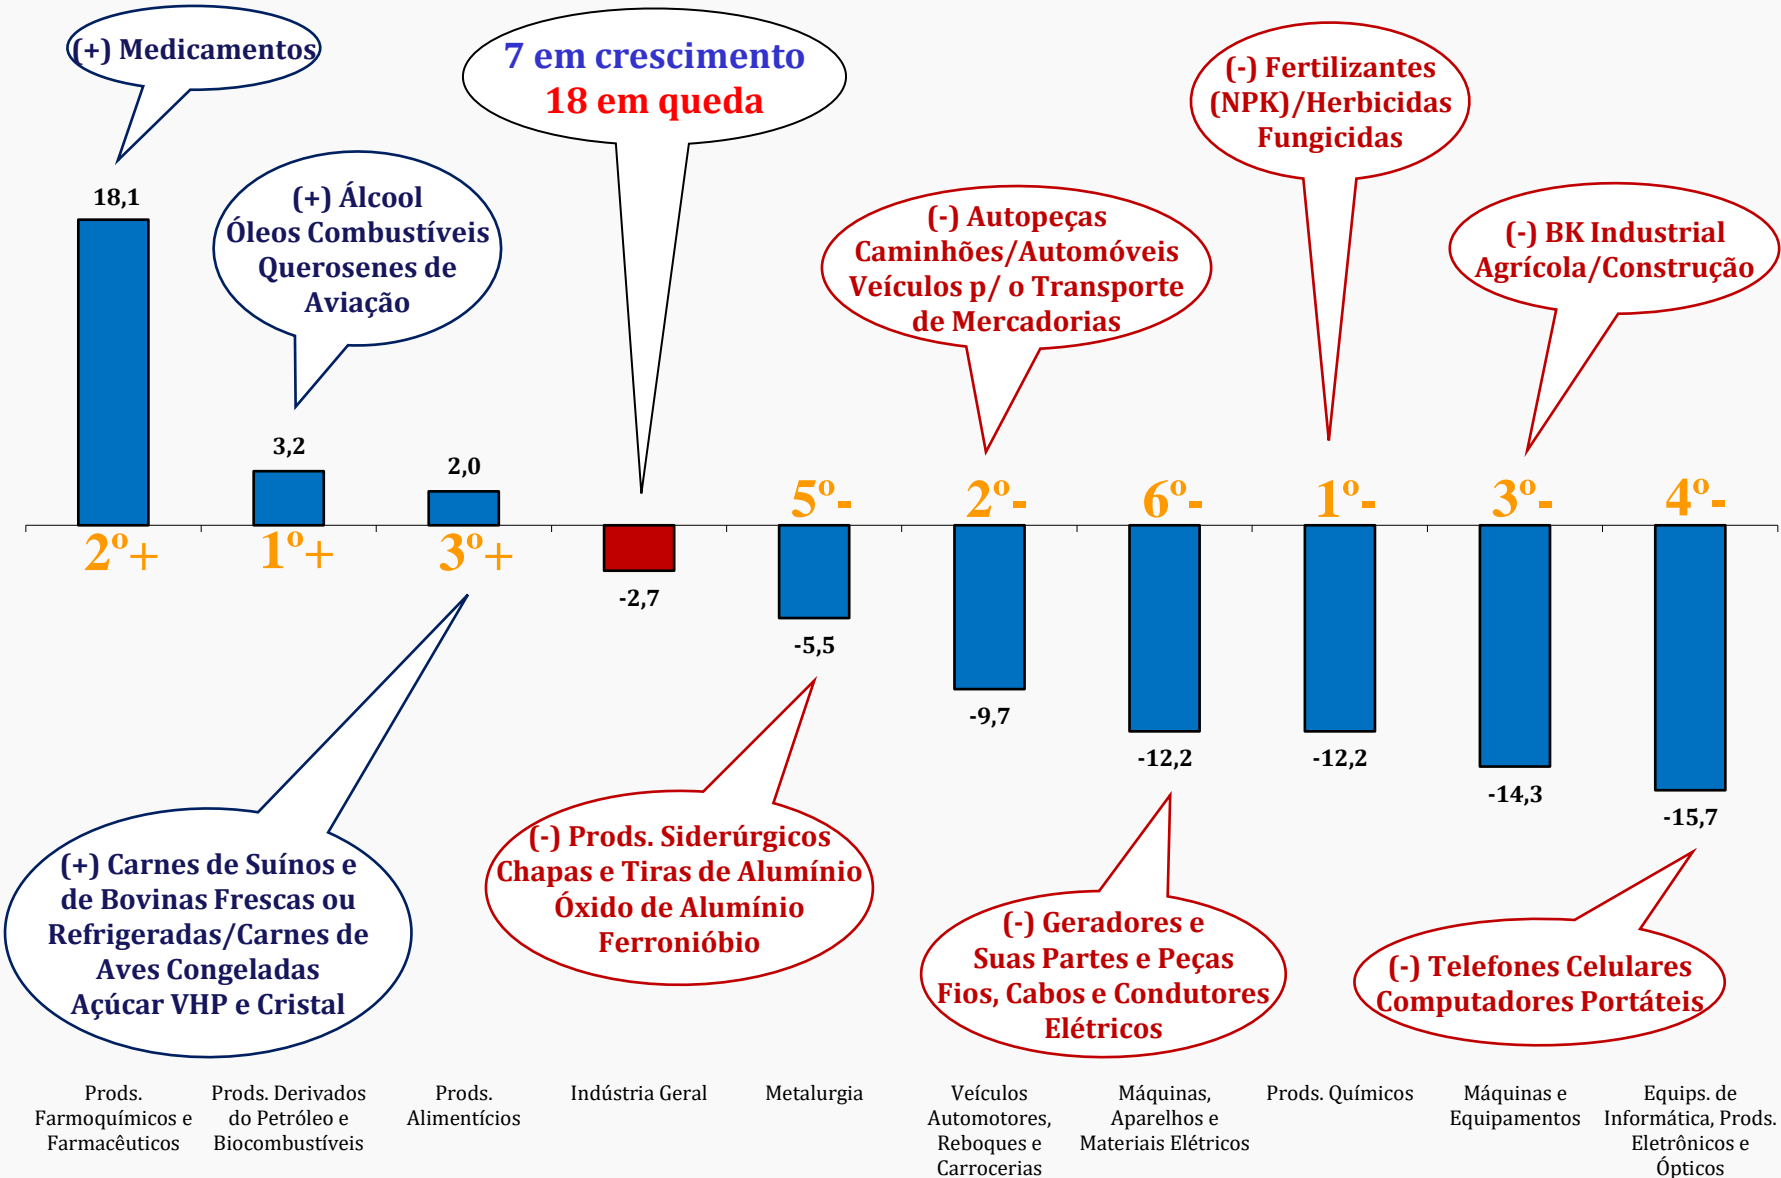 (+) Medicamentos
7 em crescimento
18 em queda
(-) Fertilizantes
(NPK)/Herbicidas
Fungicidas
(+) Álcool
Óleos Combustíveis
Querosenes de
Aviação
(-) Autopeças
Caminhões/Automóveis
Veículos p/ o Transporte
de Mercadorias
(-) BK Industrial
Agrícola/Construção
18,1
3,2
2,0
-2,7
-5,5
-9,7
-12,2
-12,2
-14,3
-15,7
2º+
1º+
3º+
5º-
2º-
6º-
1º-
3º-
4º-
(+) Carnes de Suínos e
de Bovinas Frescas ou
Refrigeradas/Carnes de
Aves Congeladas
Açúcar VHP e Cristal
(-) Prods. Siderúrgicos
Chapas e Tiras de Alumínio
Óxido de Alumínio
Ferronióbio
(-) Geradores e
Suas Partes e Peças
Fios, Cabos e Condutores
Elétricos
(-) Telefones Celulares
Computadores Portáteis
Prods.
Farmoquímicos e
Farmacêuticos
Prods. Derivados
do Petróleo e
Biocombustíveis
Prods.
Alimentícios
Indústria Geral
Metalurgia
Veículos
Automotores,
Reboques e
Carrocerias
Máquinas,
Aparelhos e
Materiais Elétricos
Prods. Químicos
Máquinas e
Equipamentos
Equips. de
Informática, Prods.
Eletrônicos e
Ópticos